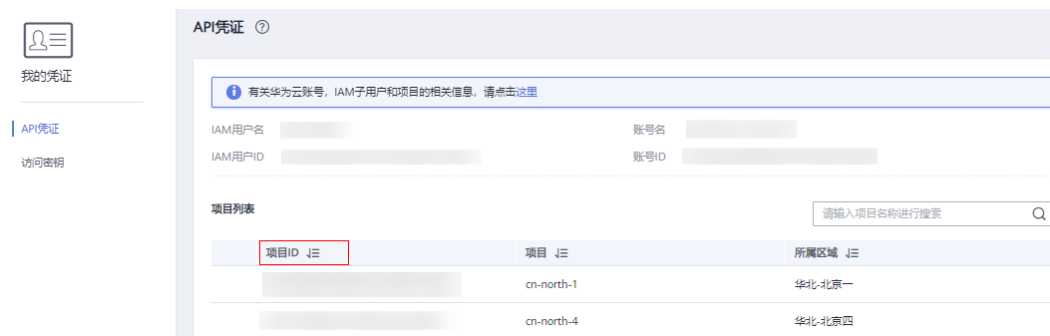 API凭证
我的凭证
有关华为云账号，IAM子用户和项目的相关信息，请点击这里
API凭证
IAM用户名
账号名
访问密钥
IAM用户ID
账号ID
项目列表
请输入项目名称进行搜索
项目ID 项目 所属区域
cn-north-1 华北-北京一
cn-north-4 华北-北京四